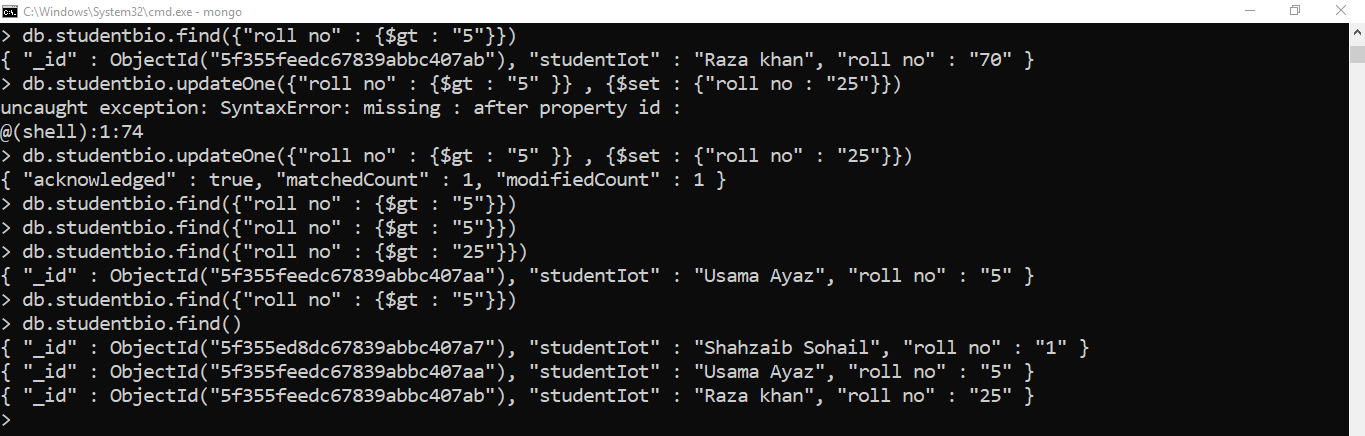 C:\Windows\System32\cmd.exe - mongo
> db.studentbio.find({"roll no" : {$gt : "5"}})
{ "_id" : ObjectId("5f355feedc67839abbc407ab"), "studentIot" : "Raza khan", "roll no" : "70" }
> db.studentbio.updateOne({"roll no" : {$gt : "5" }} , {$set : {"roll no : "25"}})
uncaught exception: SyntaxError: missing : after property id :
@(shell):1:74
> db.studentbio.updateOne({"roll no" : {$gt : "5" }} , {$set : {"roll no" : "25"}})
{ "acknowledged" : true, "matchedCount" : 1, "modifiedCount" : 1 }
> db.studentbio.find({"roll no" : {$gt : "5"}})
> db.studentbio.find({"roll no" : {$gt : "5"}})
> db.studentbio.find({"roll no" : {$gt : "25"}})
{ "_id" : ObjectId("5f355feedc67839abbc407aa"), "studentIot" : "Usama Ayaz", "roll no" : "5" }
> db.studentbio.find({"roll no" : {$gt : "5"}})
> db.studentbio.find()
{ "_id" : ObjectId("5f355ed8dc67839abbc407a7"), "studentIot" : "Shahzaib Sohail", "roll no" : "1" }
{ "_id" : ObjectId("5f355feedc67839abbc407aa"), "studentIot" : "Usama Ayaz", "roll no" : "5" }
{ "_id" : ObjectId("5f355feedc67839abbc407ab"), "studentIot" : "Raza khan", "roll no" : "25" }
>